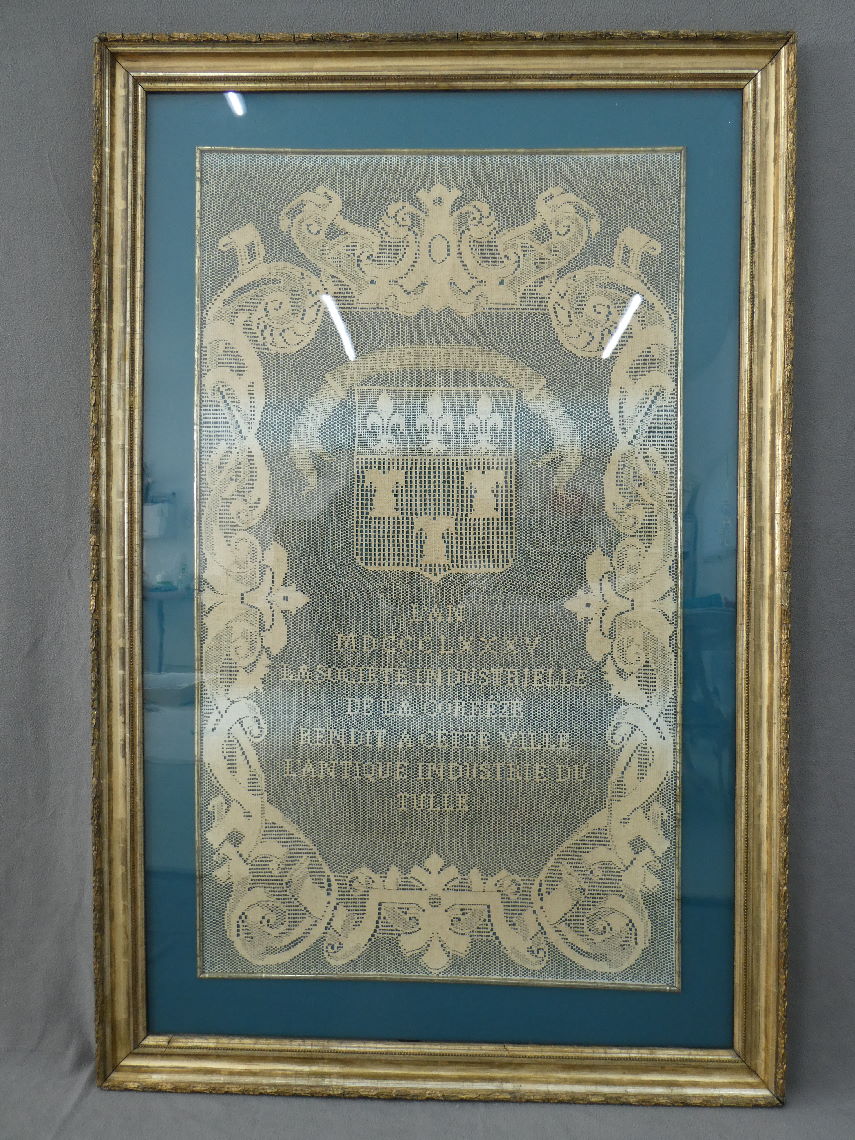 L'AN
MDCCCLXXXV
LA SOCIETE INDUSTRIELLE
DE LA CORREZE
RENDIT A CETTE VILLE
L'ANTIQUE INDUSTRIE DU
TULLE